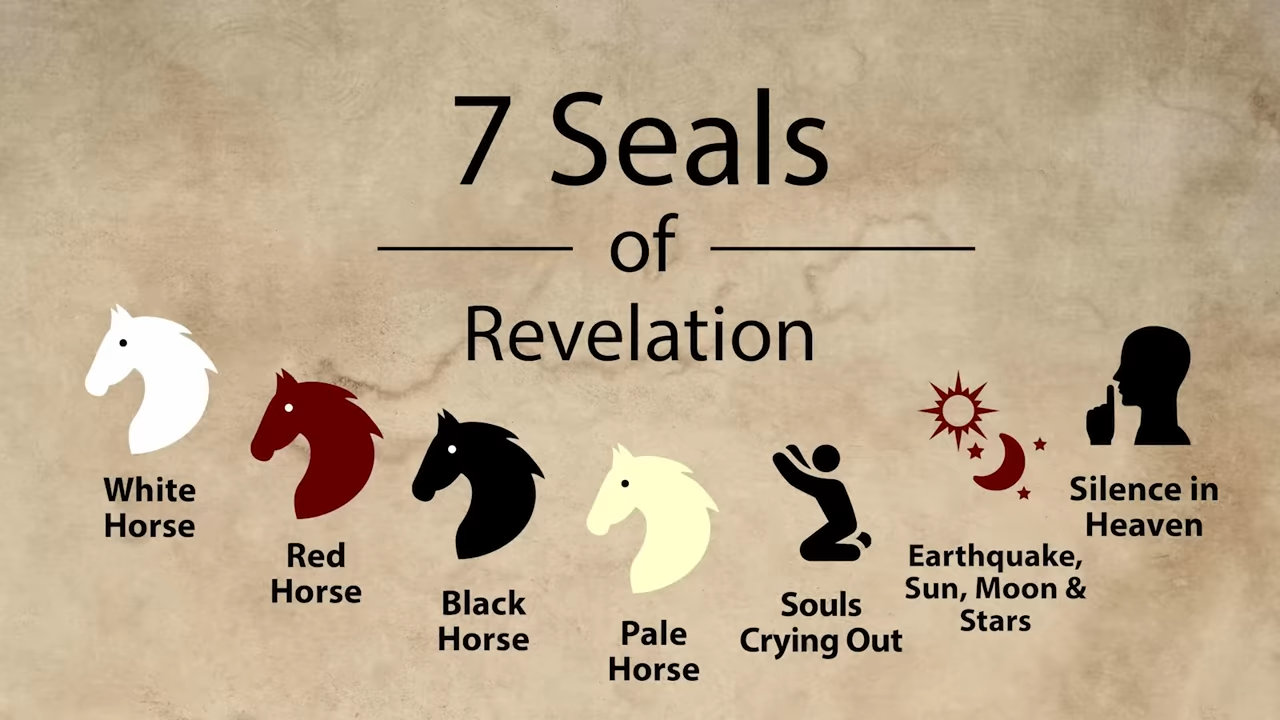 7 Seals
of
Revelation
White
Horse
Red
Horse
Black
Horse
Pale
Horse
Souls
Crying Out
Earthquake,
Sun, Moon &
Stars
Silence in
Heaven